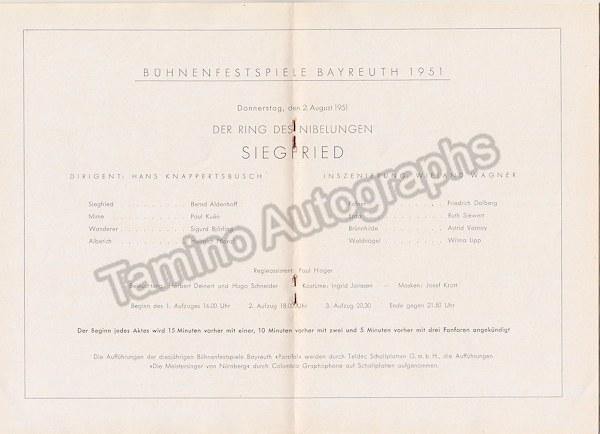 BÜHNENFESTSPIELE BAYREUTH 1951
Donnerstag, den 2. August 1951
DER RING DES NIBELUNGEN
SIEGFRIED
DIRIGENT: HANS KNAPPERTSBUSCH
INSZENIERUNG: WIELAND WAGNER
Siegfried . . . . . . . . . Bernd Aldenhoff
Mime . . . . . . . . . Paul Kuën
Wanderer . . . . . . . . . Sigurd Björling
Alberich . . . . . . . . . Heinrich Pflanzl
Fafner . . . . . . . . . Friedrich Dalberg
Erda . . . . . . . . . Ruth Siewert
Brünnhilde . . . . . . . . . Astrid Varnay
Waldvogel . . . . . . . . . Wilma Lipp
Regieassistent: Paul Hager
Beleuchtung: Herbert Deinert und Hugo Schneider Kostüme: Ingrid Janssen — Masken: Josef Kratt
Beginn des 1. Aufzuges 16.00 Uhr 2. Aufzug 18.00 Uhr 3. Aufzug 20.30 Ende gegen 21.50 Uhr
Der Beginn jedes Aktes wird 15 Minuten vorher mit einer, 10 Minuten vorher mit zwei und 5 Minuten vorher mit drei Fanfaren angekündigt
Die Aufführungen der diesjährigen Bühnenfestspiele Bayreuth »Parsifal« werden durch Teldec Schallplatten G. m. b. H., die Aufführungen
»Die Meistersinger von Nürnberg« durch Columbia Graphophone auf Schallplatten aufgenommen.
Tamino Autographs